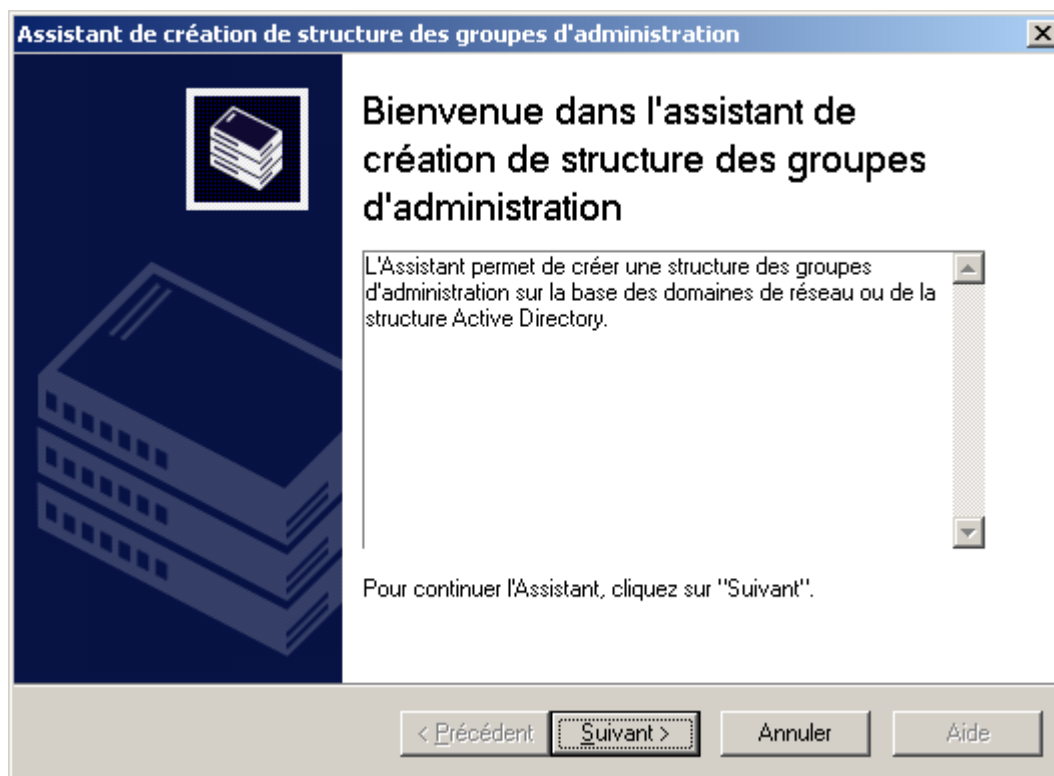 Assistant de création de structure des groupes d'administration
Bienvenue dans l'assistant de
création de structure des groupes
d'administration
L'Assistant permet de créer une structure des groupes
d'administration sur la base des domaines de réseau ou de la
structure Active Directory.
Pour continuer l'Assistant, cliquez sur "Suivant".
< Précédent Suivant > Annuler Aide